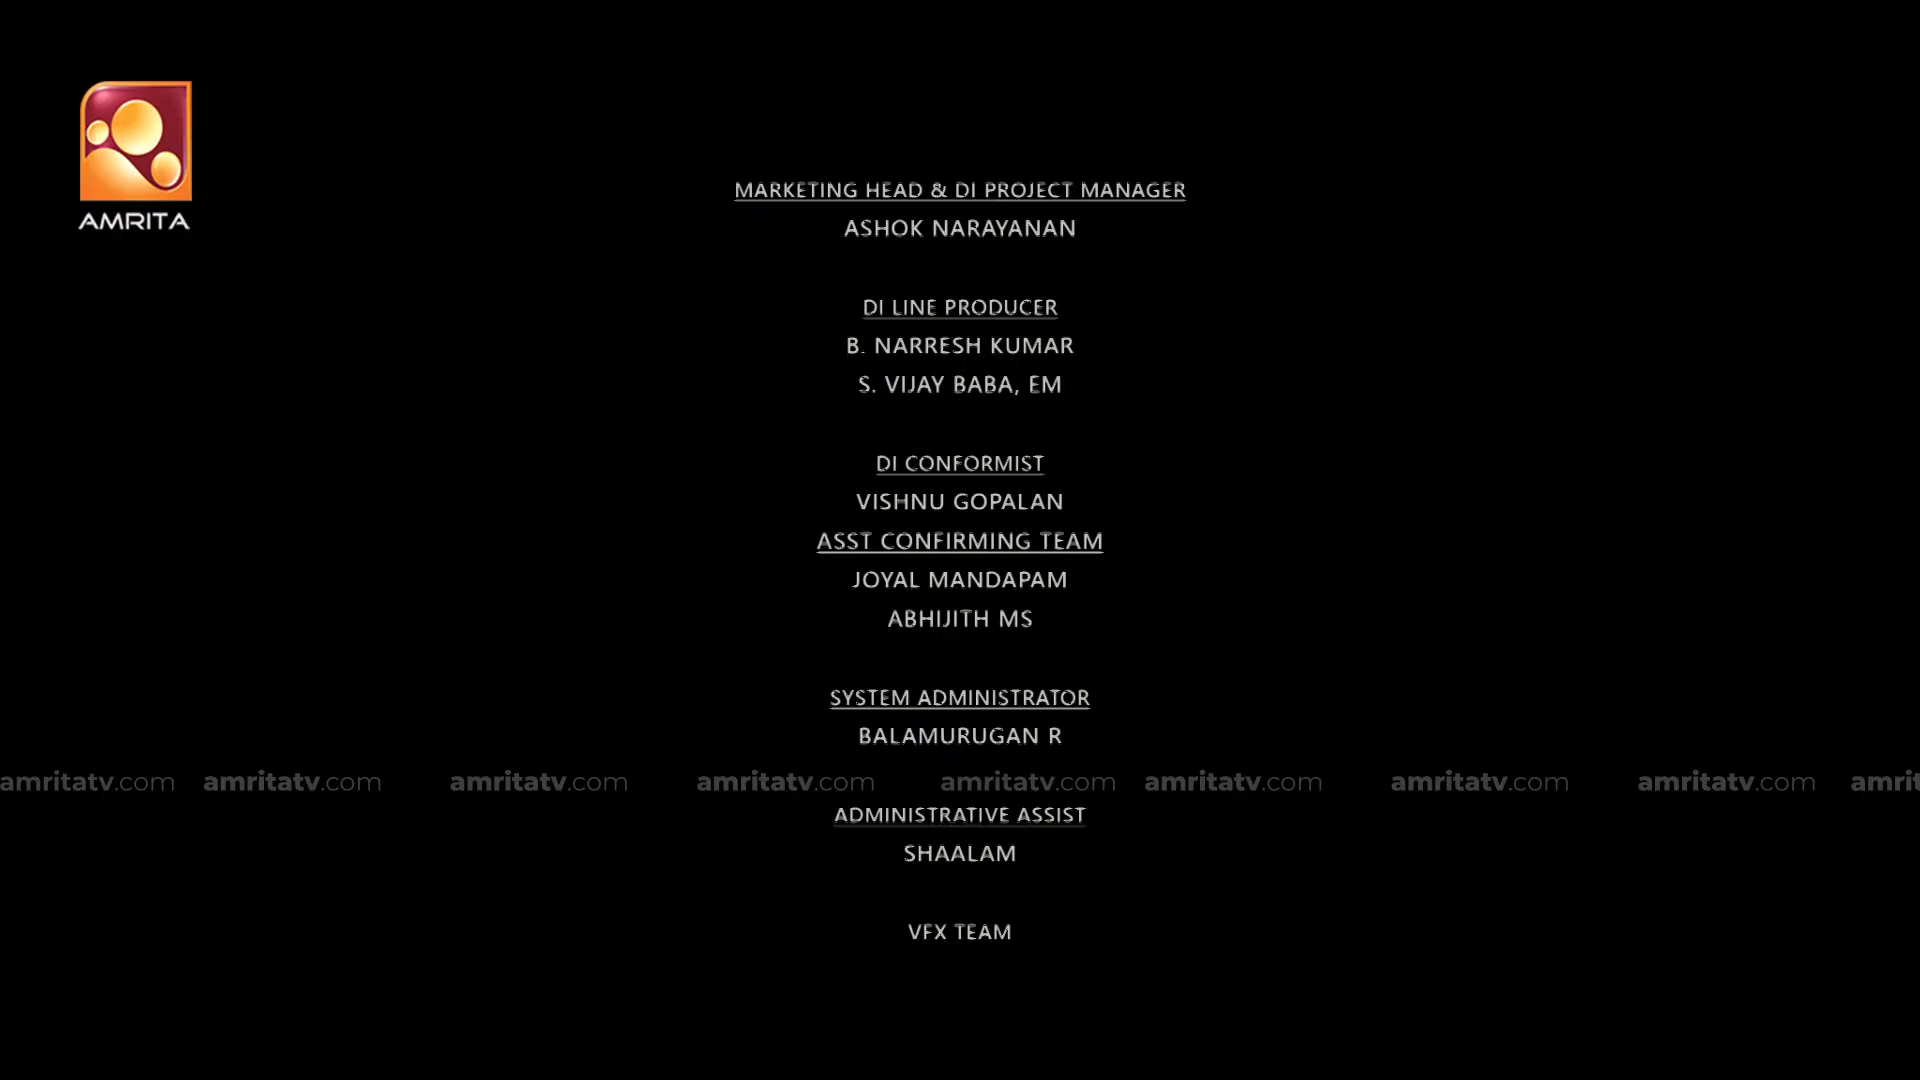 AMRITA
MARKETING HEAD & DI PROJECT MANAGER
ASHOK NARAYANAN
DI LINE PRODUCER
B. NARRESH KUMAR
S. VIJAY BABA, EM
DI CONFORMIST
VISHNU GOPALAN
ASST CONFIRMING TEAM
JOYAL MANDAPAM
ABHIJITH MS
SYSTEM ADMINISTRATOR
BALAMURUGAN R
amritatv.com amritatv.com amritatv.com amritatv.com amritatv.com amritatv.com amritatv.com amritatv.com amrit
ADMINISTRATIVE ASSIST
SHAALAM
VFX TEAM